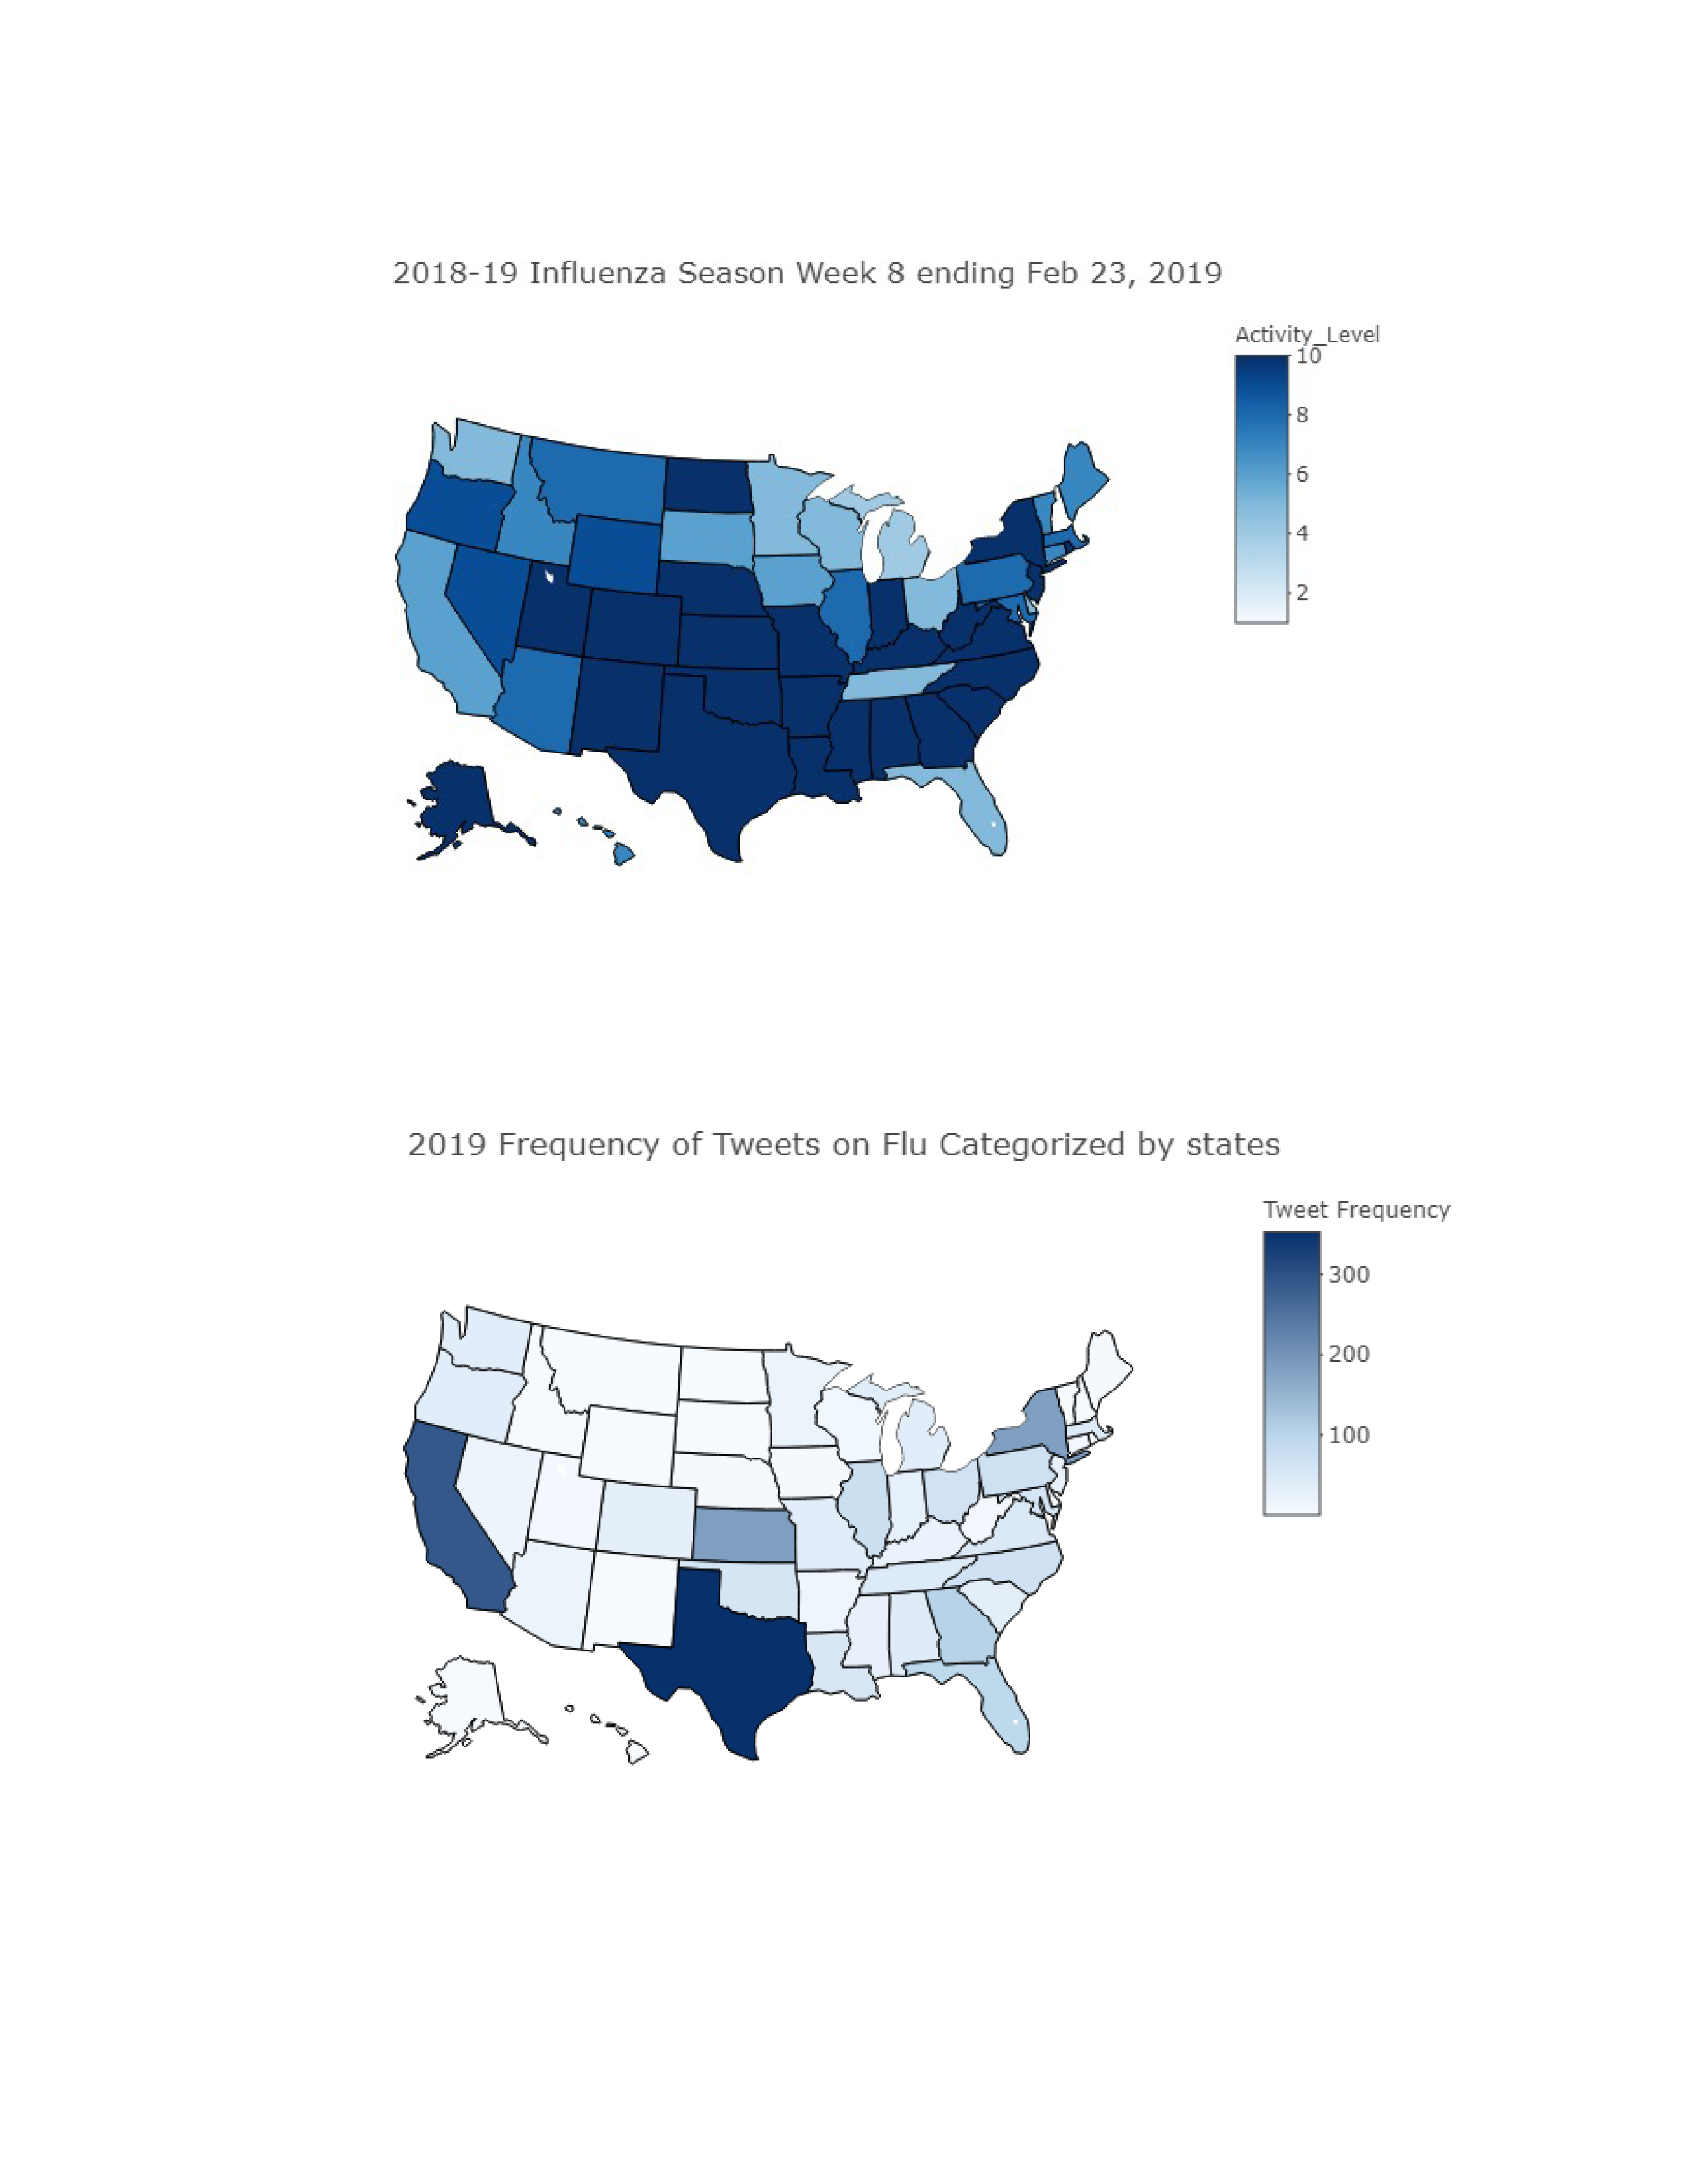 2018-19 Influenza Season Week 8 ending Feb 23, 2019
Activity_Level
10
8
6
4
2
2019 Frequency of Tweets on Flu Categorized by states
Tweet Frequency
300
200
100